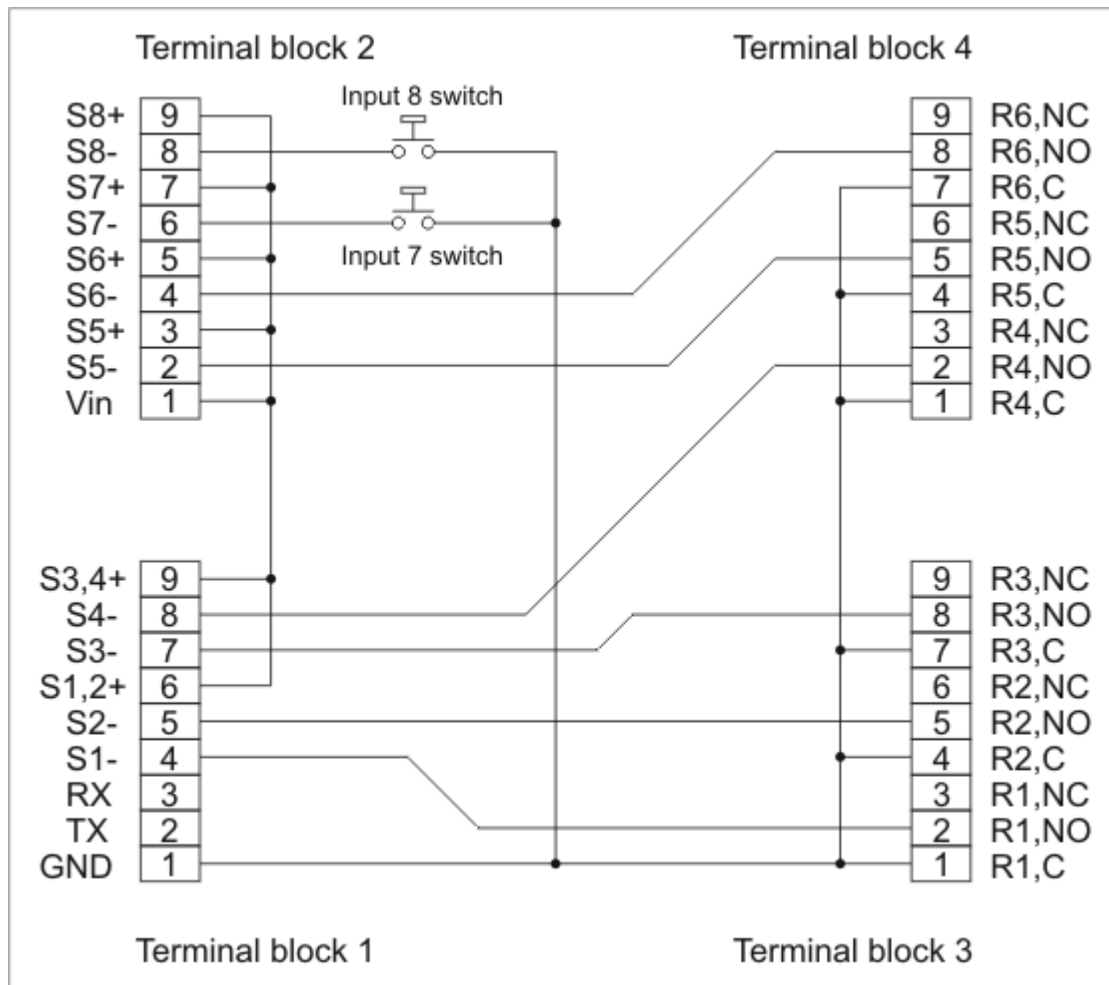 Terminal block 2
Terminal block 4
Input 8 switch
Input 7 switch
S8+ 9
S8- 8
S7+ 7
S7- 6
S6+ 5
S6- 4
S5+ 3
S5- 2
Vin 1
9 R6,NC
8 R6,NO
7 R6,C
6 R5,NC
5 R5,NO
4 R5,C
3 R4,NC
2 R4,NO
1 R4,C
S3,4+ 9
S4- 8
S3- 7
S1,2+ 6
S2- 5
S1- 4
RX 3
TX 2
GND 1
9 R3,NC
8 R3,NO
7 R3,C
6 R2,NC
5 R2,NO
4 R2,C
3 R1,NC
2 R1,NO
1 R1,C
Terminal block 1
Terminal block 3